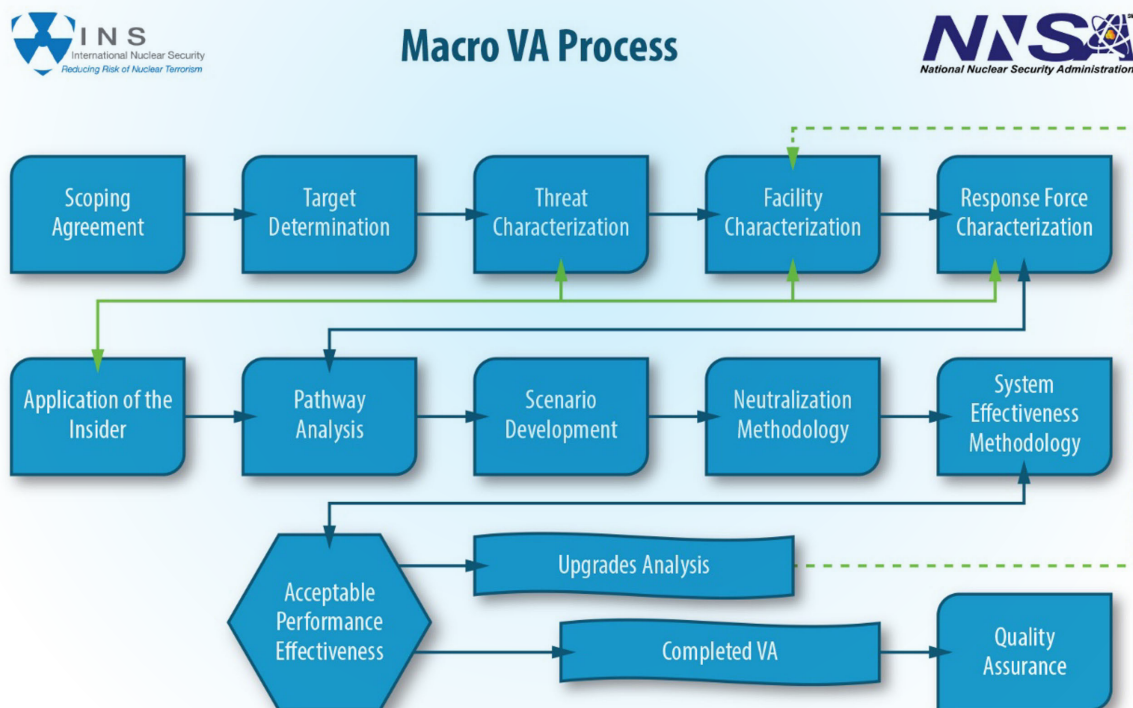 INS
International Nuclear Security
Reducing Risk of Nuclear Terrorism
Macro VA Process
NNSA
National Nuclear Security Administration
Scoping
Agreement
Target
Determination
Threat
Characterization
Facility
Characterization
Response Force
Characterization
Application of the
Insider
Pathway
Analysis
Scenario
Development
Neutralization
Methodology
System
Effectiveness
Methodology
Acceptable
Performance
Effectiveness
Upgrades Analysis
Completed VA
Quality
Assurance